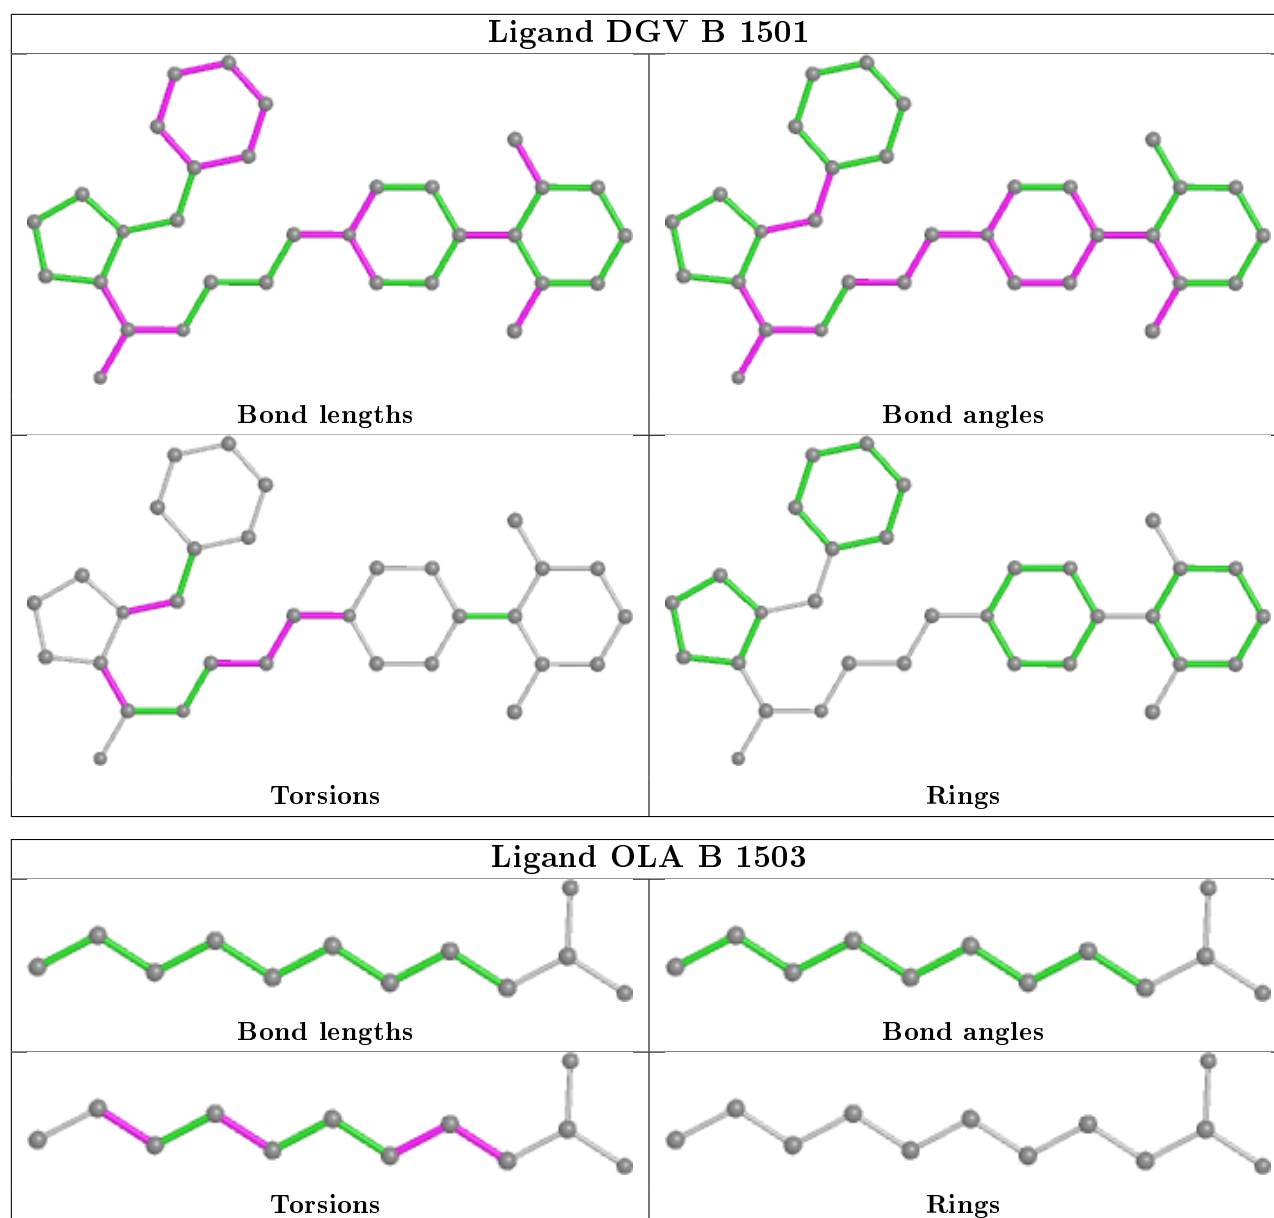 Ligand DGV B 1501
Bond lengths
Bond angles
Torsions
Rings
Ligand OLA B 1503
Bond lengths
Bond angles
Torsions
Rings